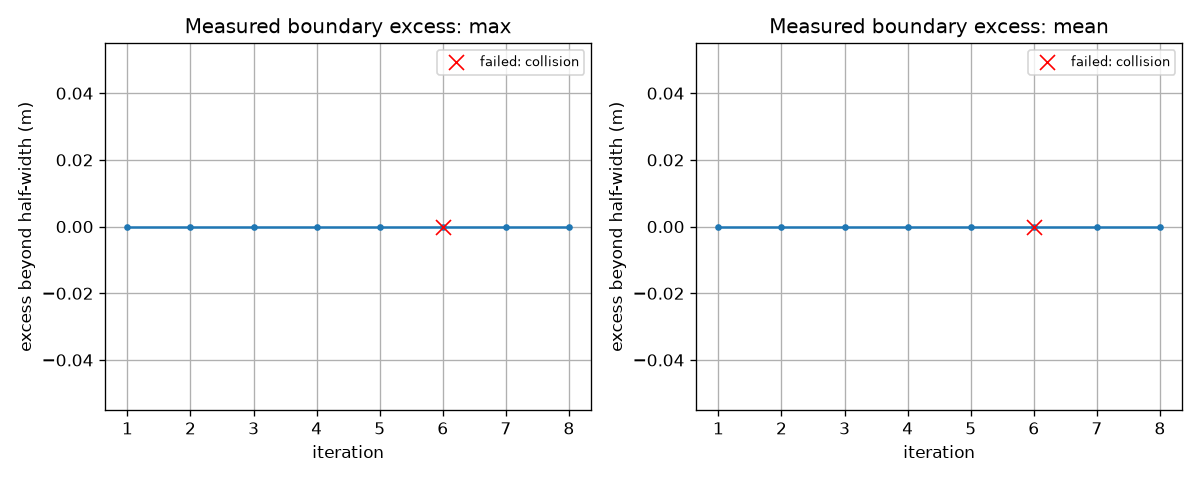 Measured boundary excess: max
failed: collision
excess beyond half-width (m)
0.04
0.02
0.00
−0.02
−0.04
1 2 3 4 5 6 7 8
iteration
Measured boundary excess: mean
failed: collision
excess beyond half-width (m)
0.04
0.02
0.00
−0.02
−0.04
1 2 3 4 5 6 7 8
iteration